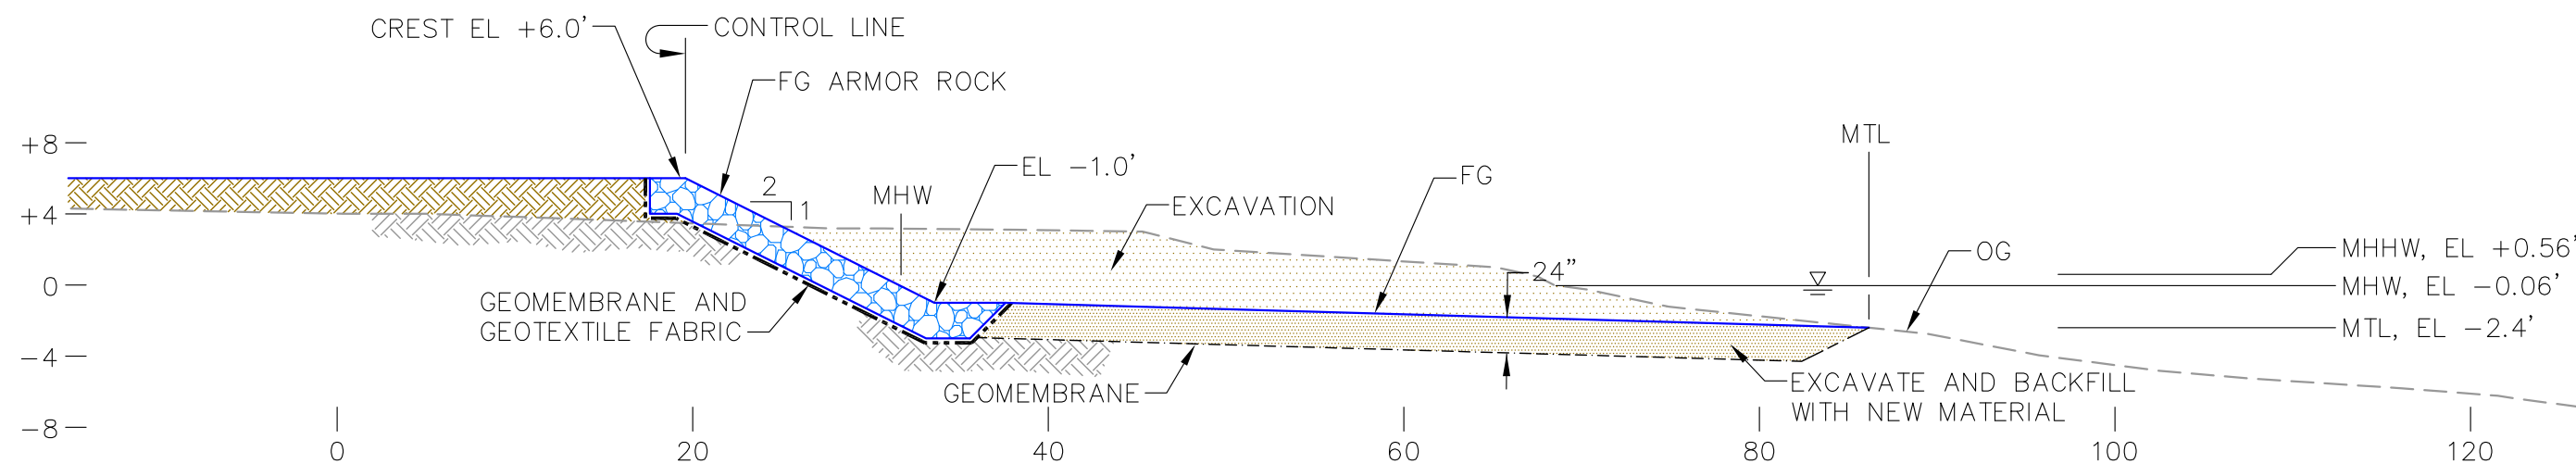 CREST EL +6.0'
CONTROL LINE
FG ARMOR ROCK
+8
MTL
EL -1.0'
2
1
MHW
FG
+4
EXCAVATION
OG
MHHW, EL +0.56'
24"
0
MHW, EL -0.06'
GEOMEMBRANE AND
GEOTEXTILE FABRIC
MTL, EL -2.4'
-4
GEOMEMBRANE
EXCAVATE AND BACKFILL
WITH NEW MATERIAL
-8
0
20
40
60
80
100
120